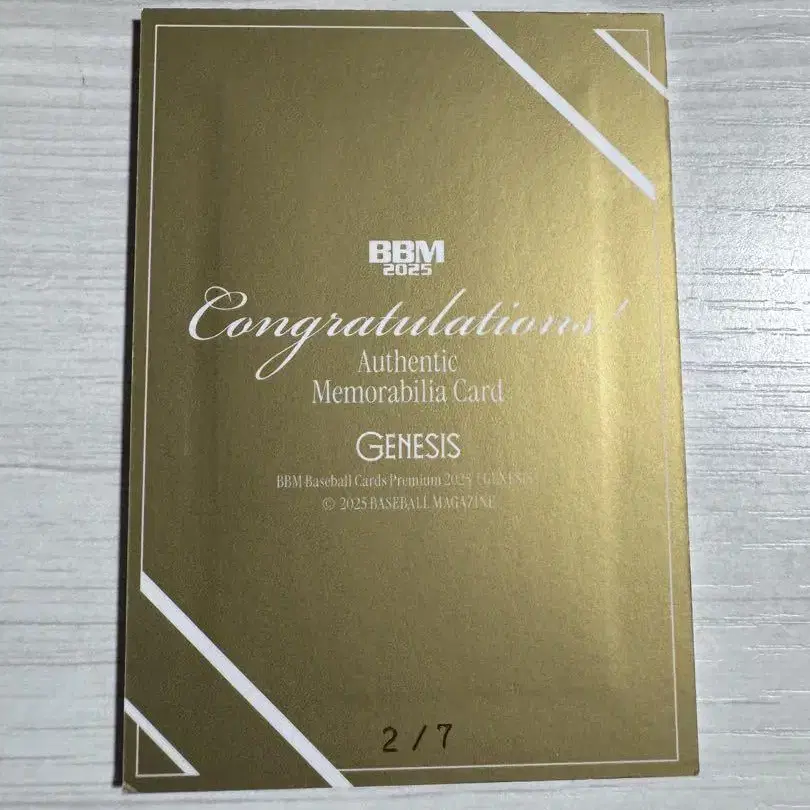 BBM
2025
Congratulations!
Authentic
Memorabilia Card
GENESIS
BBM Baseball Cards Premium 2025 「GENESIS」
© 2025 BASEBALL MAGAZINE
2/7